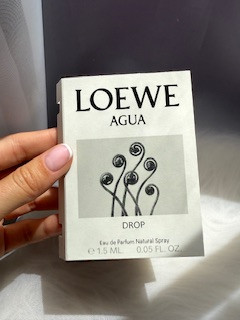 LOEWE
AGUA
DROP
Eau de Parfum Natural Spray
℮ 1.5 ML 0.05 FL. OZ.